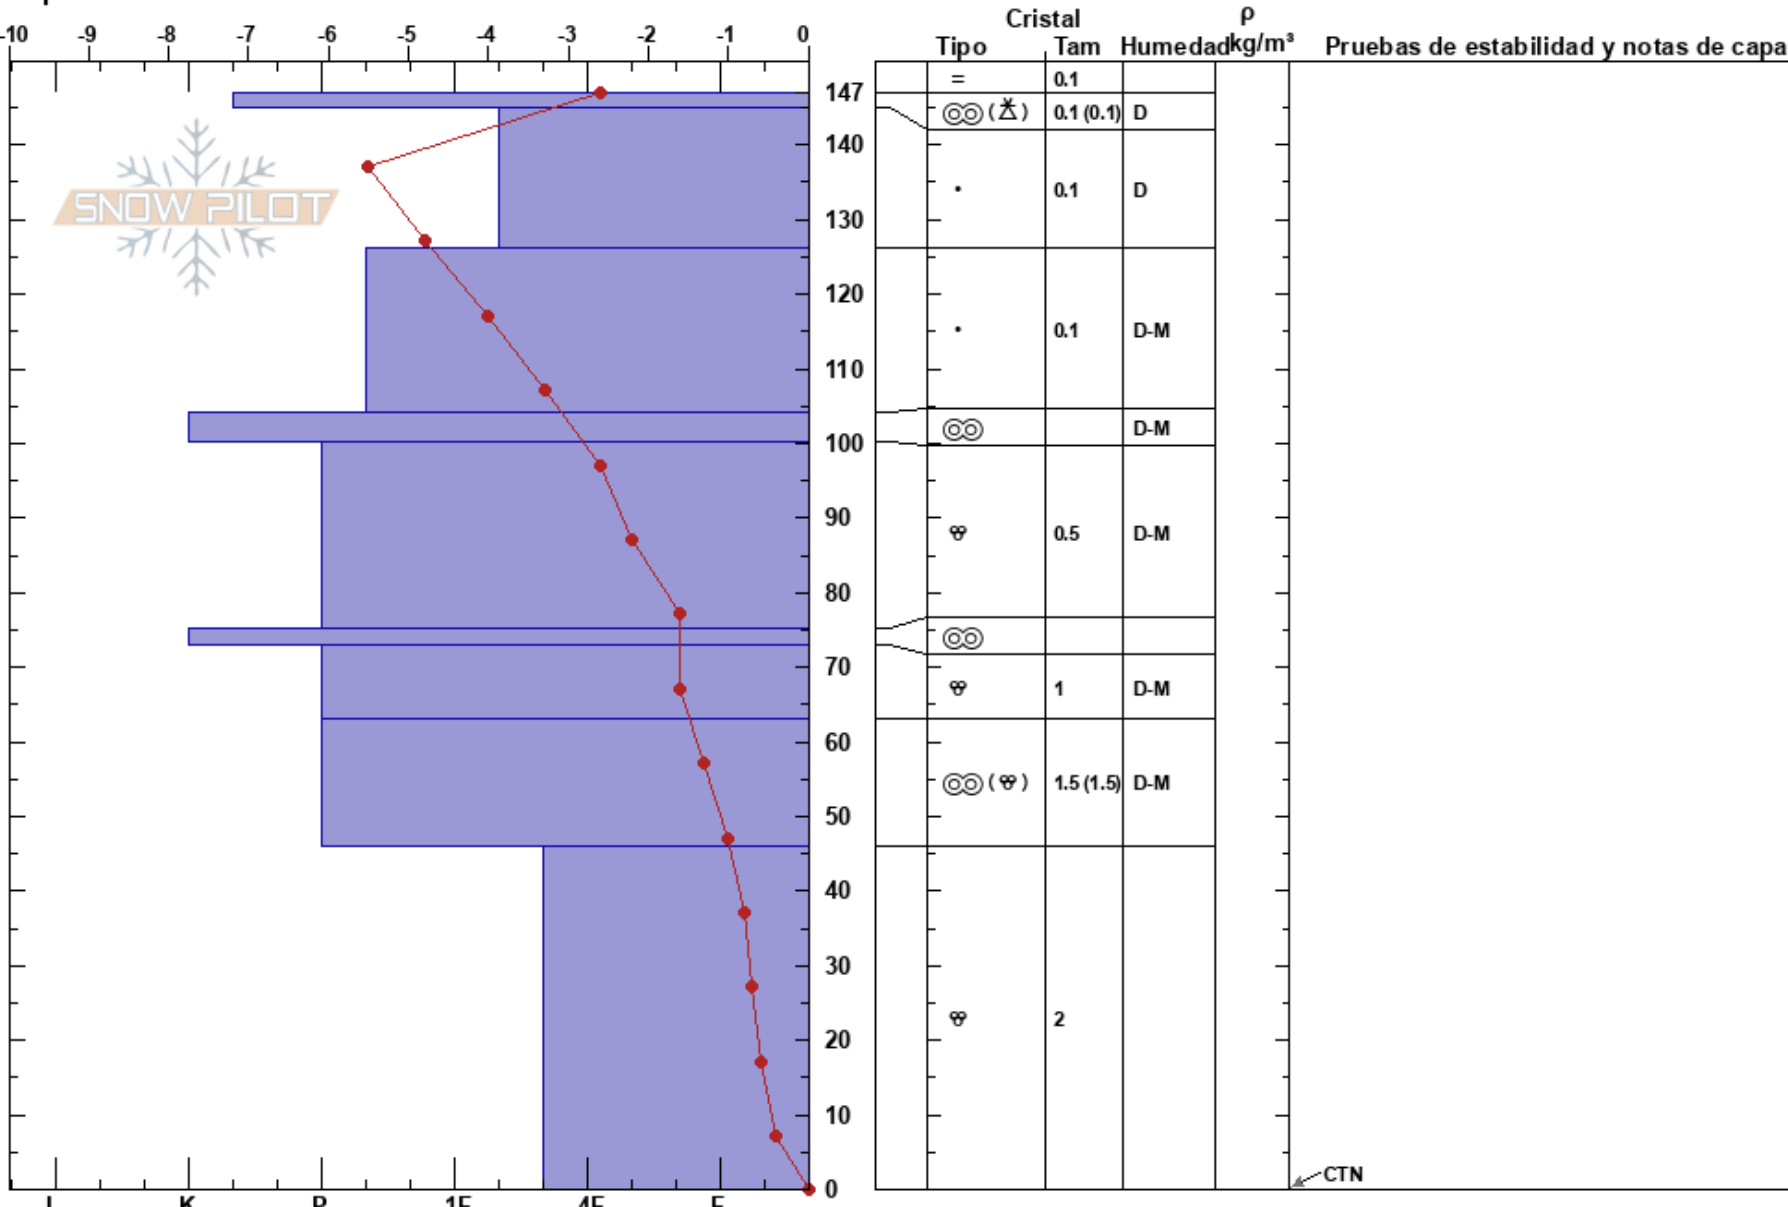 Cristal ρ
-10 -9 -8 -7 -6 -5 -4 -3 -2 -1 0 Tipo Tam Humedad kg/m³ Pruebas de estabilidad y notas de capa
= 0.1
147
(  ) 0.1 (0.1) D
140
• 0.1 D
SNOW PILOT
130
120
• 0.1 D-M
110
D-M
100
90
0.5 D-M
80
70
1 D-M
60
( ) 1.5 (1.5) D-M
50
40
30
2
20
10
CTN
0
I K P 1F 4F F